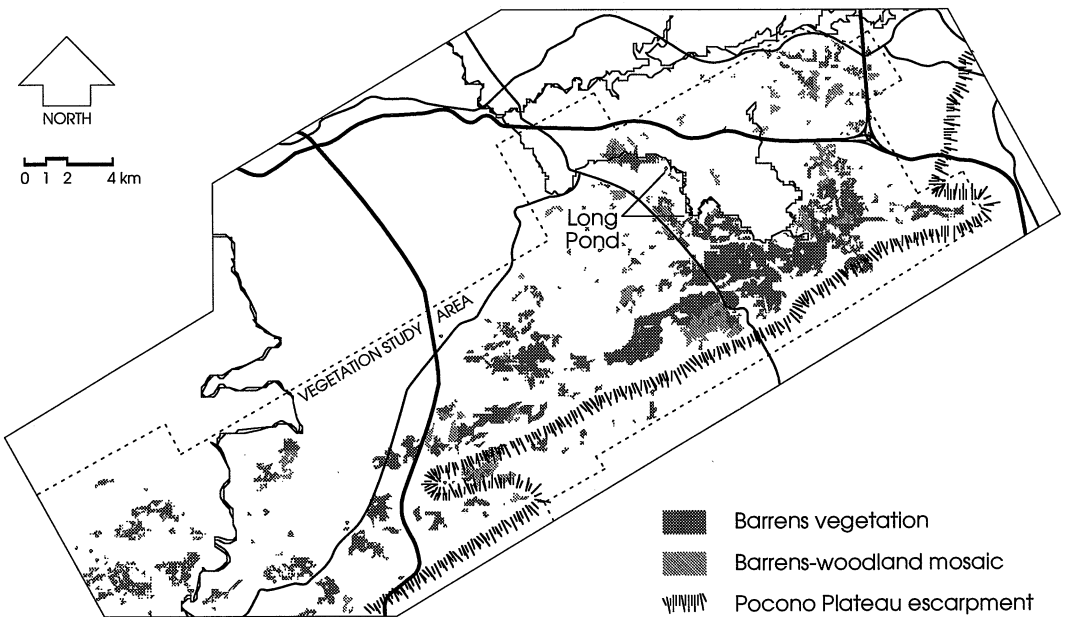 NORTH
0 1 2 4 km
Long
Pond
VEGETATION STUDY AREA
Barrens vegetation
Barrens-woodland mosaic
Pocono Plateau escarpment